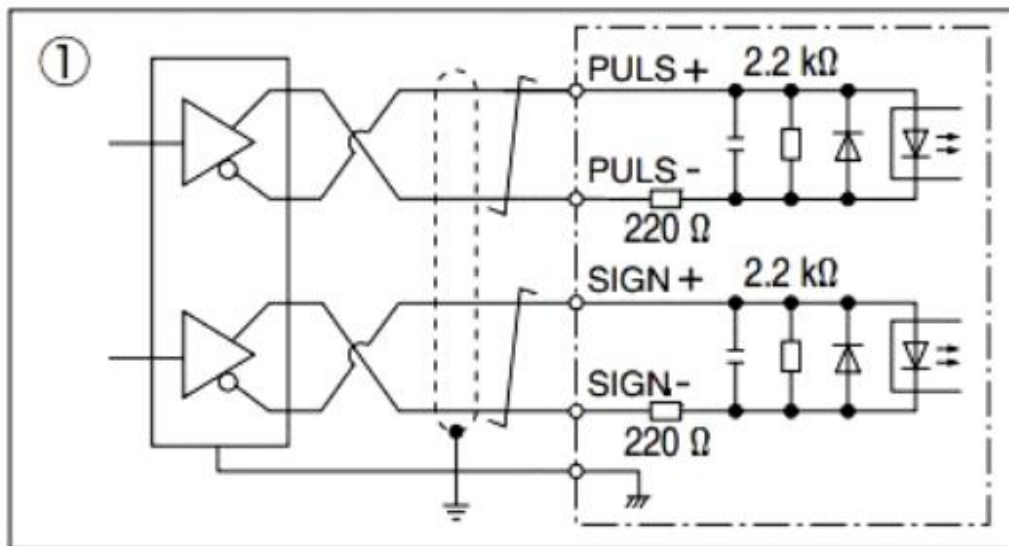 ①
PULS+ 2.2 kΩ
PULS-
220 Ω
SIGN+ 2.2 kΩ
SIGN-
220 Ω